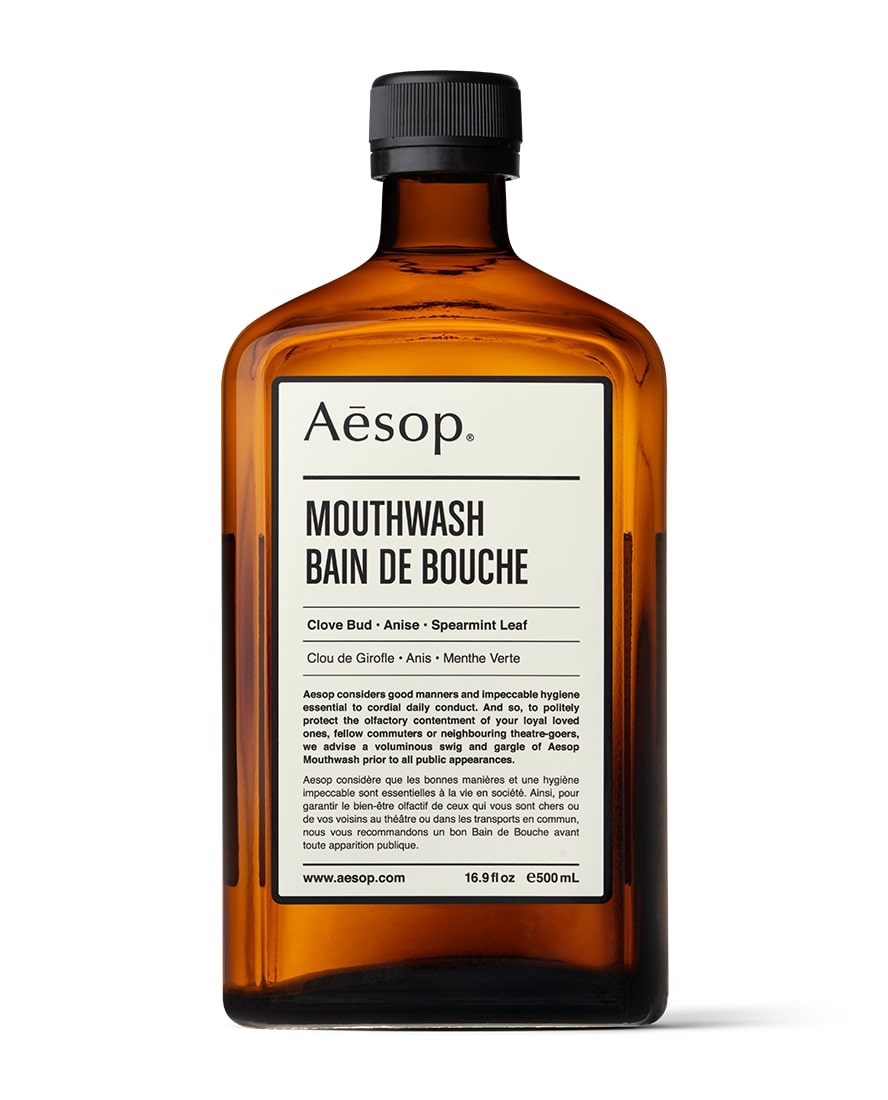 Aēsop®
MOUTHWASH
BAIN DE BOUCHE
Clove Bud • Anise • Spearmint Leaf
Clou de Girofle • Anis • Menthe Verte
Aesop considers good manners and impeccable hygiene
essential to cordial daily conduct. And so, to politely
protect the olfactory contentment of your loyal loved
ones, fellow commuters or neighbouring theatre-goers,
we advise a voluminous swig and gargle of Aesop
Mouthwash prior to all public appearances.
Aesop considère que les bonnes manières et une hygiène
impeccable sont essentielles à la vie en société. Ainsi, pour
garantir le bien-être olfactif de ceux qui vous sont chers ou
de vos voisins au théâtre ou dans les transports en commun,
nous vous recommandons un bon Bain de Bouche avant
toute apparition publique.
www.aesop.com 16.9 fl oz ℮500 mL